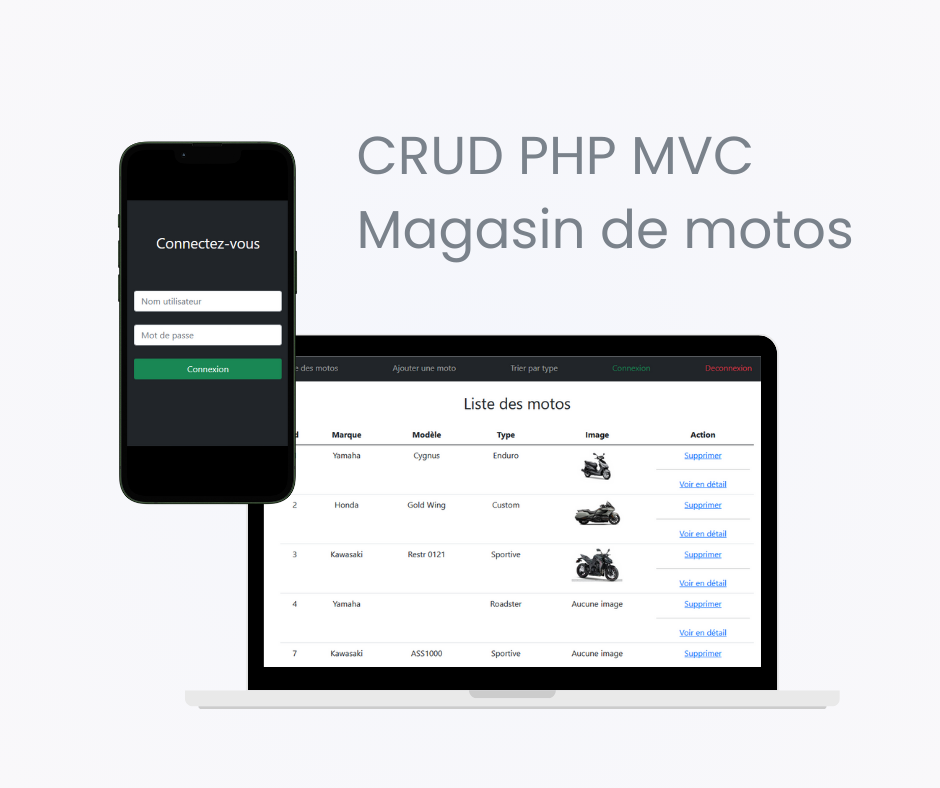 CRUD PHP MVC
Magasin de motos
Connectez-vous
Nom utilisateur
Mot de passe
Connexion
des motos Ajouter une moto Trier par type Connexion Deconnexion
Liste des motos
Marque Modèle Type Image Action
Yamaha Cygnus Enduro Supprimer
Voir en détail
2 Honda Gold Wing Custom Supprimer
Voir en détail
3 Kawasaki Restr 0121 Sportive Supprimer
Voir en détail
4 Yamaha Roadster Aucune image Supprimer
Voir en détail
7 Kawasaki ASS1000 Sportive Aucune image Supprimer